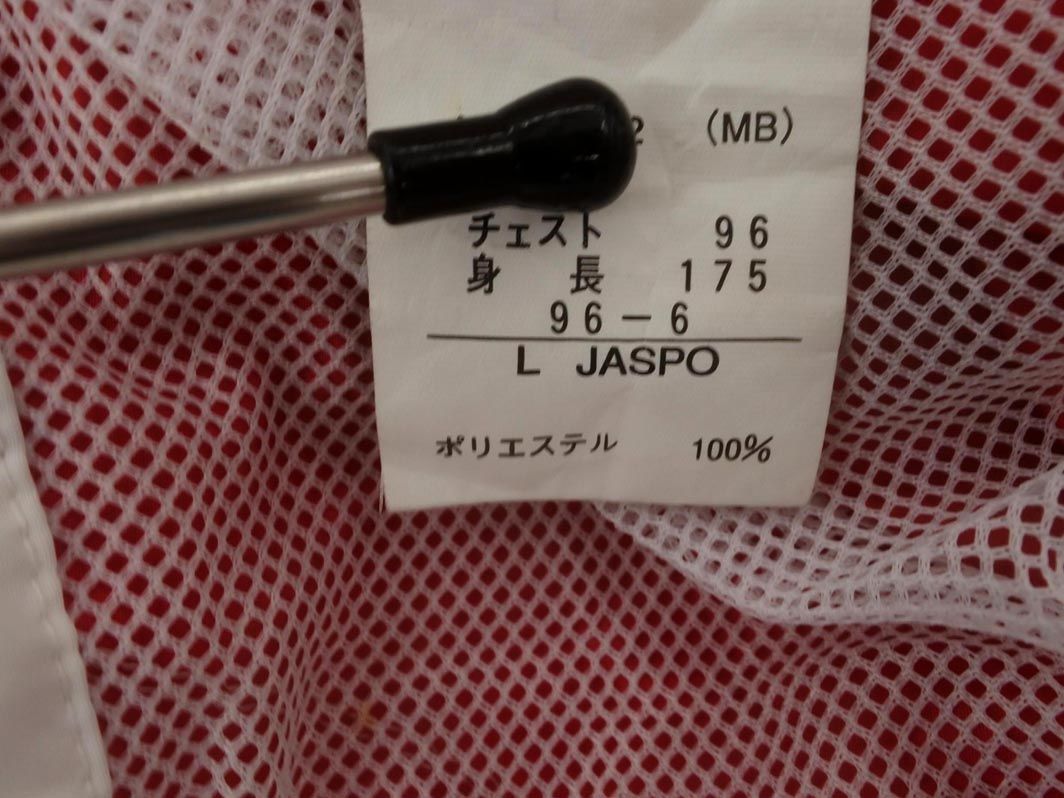 2 (MB)
チェスト 96
身長 175
96-6
L JASPO
ポリエステル 100%